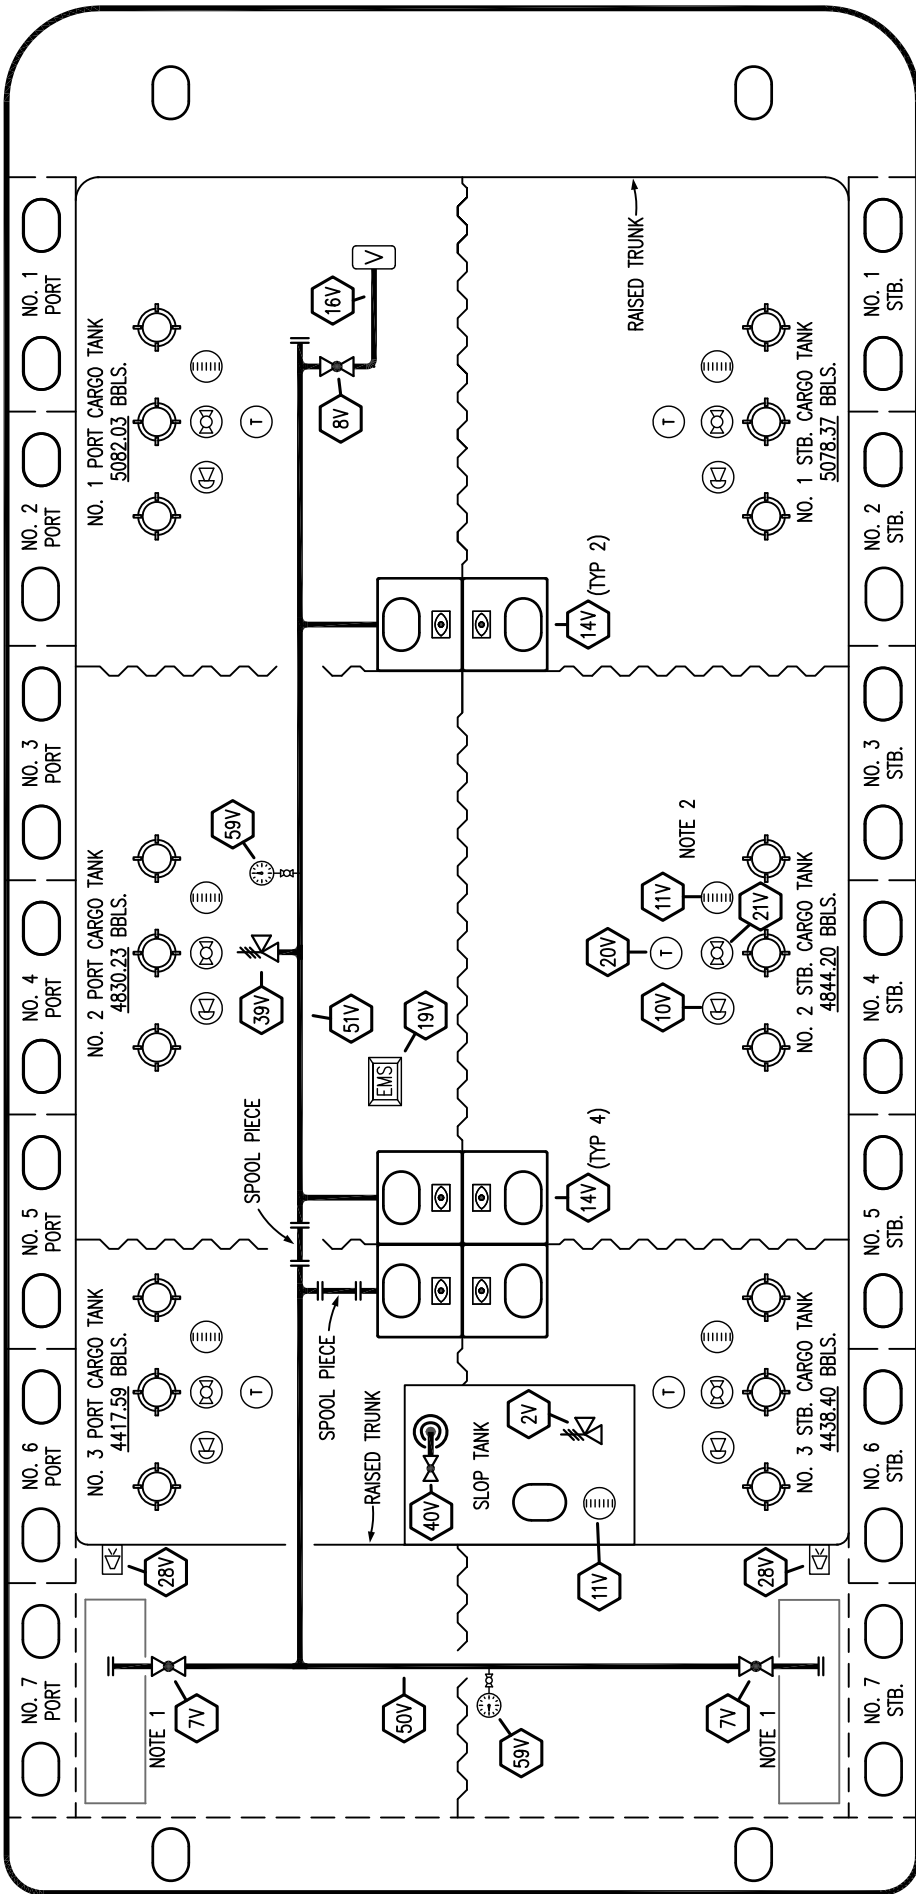 NO. 1
PORT
NO. 2
PORT
NO. 3
PORT
NO. 4
PORT
NO. 5
PORT
NO. 6
PORT
NO. 7
PORT
NO. 1 PORT CARGO TANK
5082.03 BBLS.
T
NO. 2 PORT CARGO TANK
4830.23 BBLS.
NO. 3 PORT CARGO TANK
4417.59 BBLS.
T
V
16V
8V
59V
39V
51V
EMS
19V
SPOOL PIECE
SPOOL PIECE
RAISED TRUNK
28V
7V
NOTE 1
50V
59V
40V
SLOP TANK
2V
11V
14V
(TYP 2)
14V
(TYP 4)
RAISED TRUNK
T
NO. 1 STB. CARGO TANK
5078.37 BBLS.
NOTE 2
11V
20V
T
21V
10V
NO. 2 STB. CARGO TANK
4844.20 BBLS.
T
NO. 3 STB. CARGO TANK
4438.40 BBLS.
28V
7V
NOTE 1
NO. 1
STB.
NO. 2
STB.
NO. 3
STB.
NO. 4
STB.
NO. 5
STB.
NO. 6
STB.
NO. 7
STB.